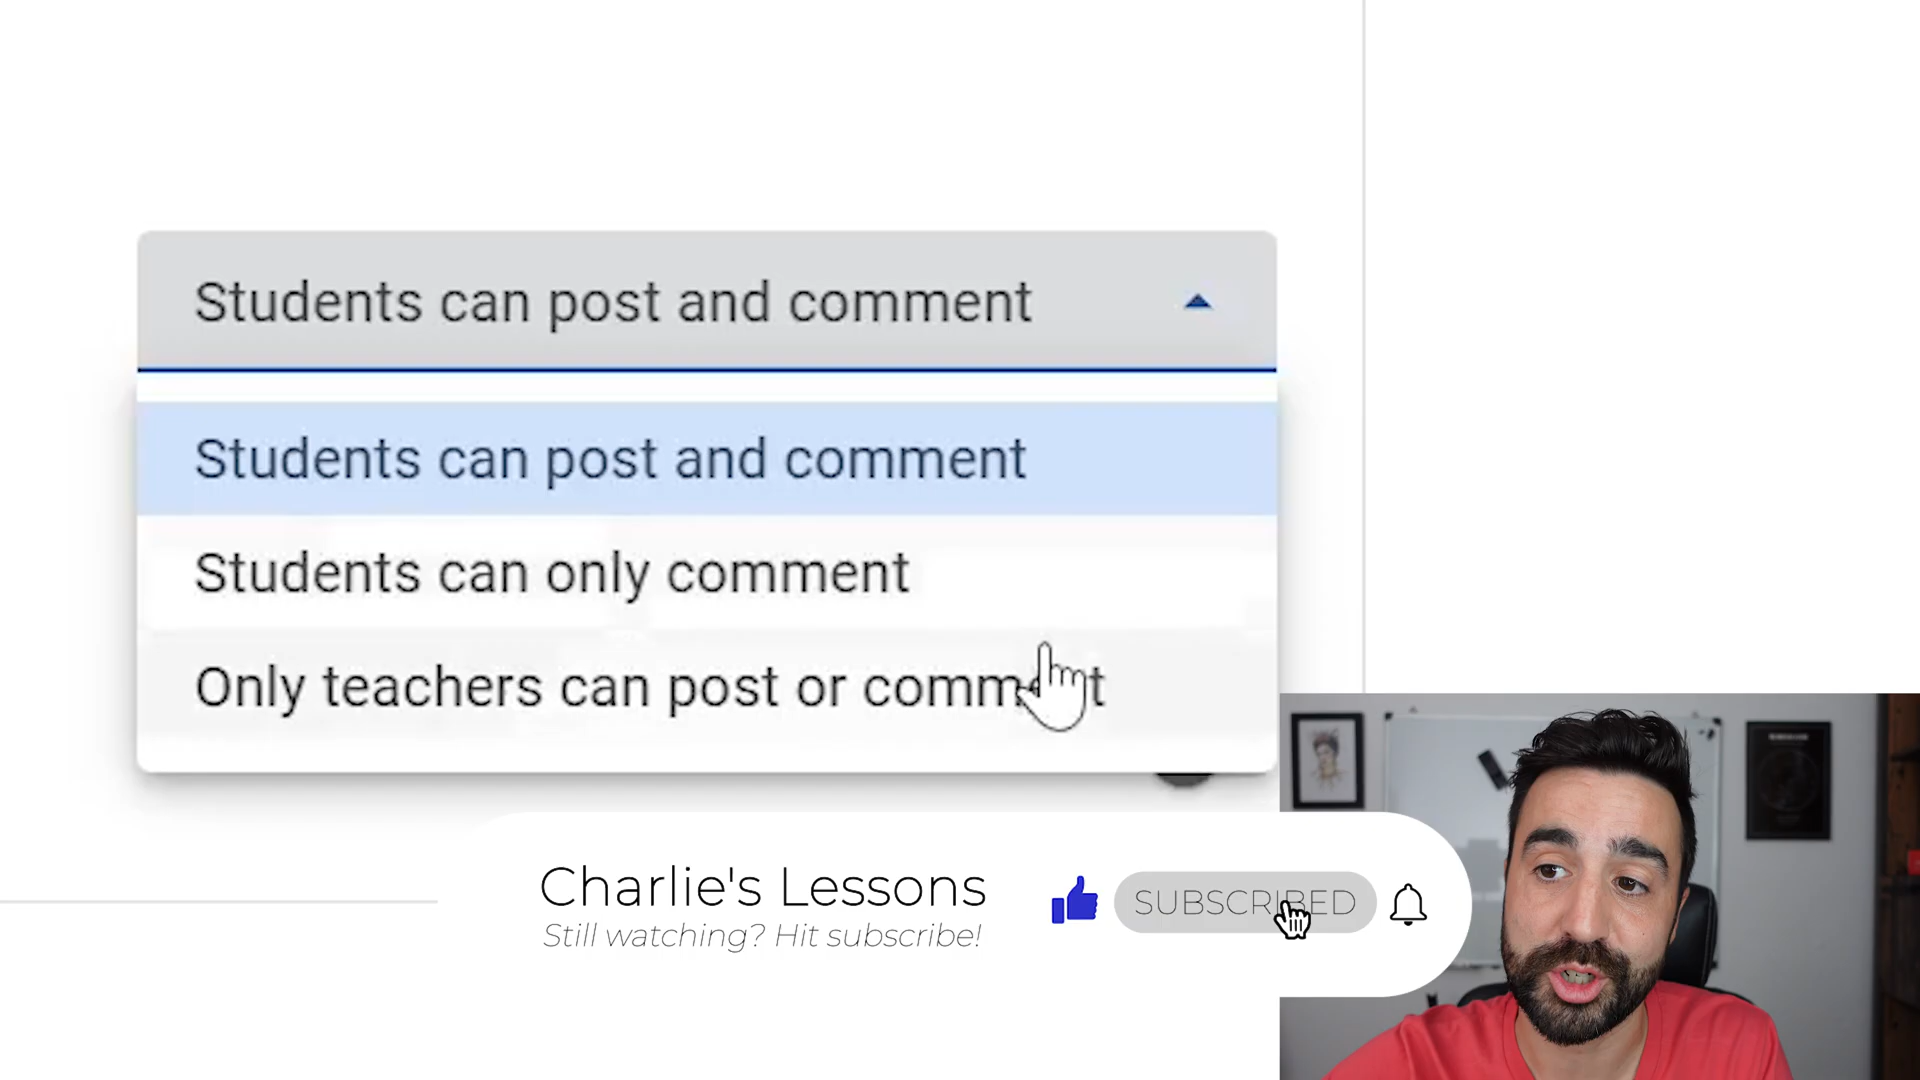 Students can post and comment
Students can post and comment
Students can only comment
Only teachers can post or comment
Charlie's Lessons
Still watching? Hit subscribe!
SUBSCRIBED